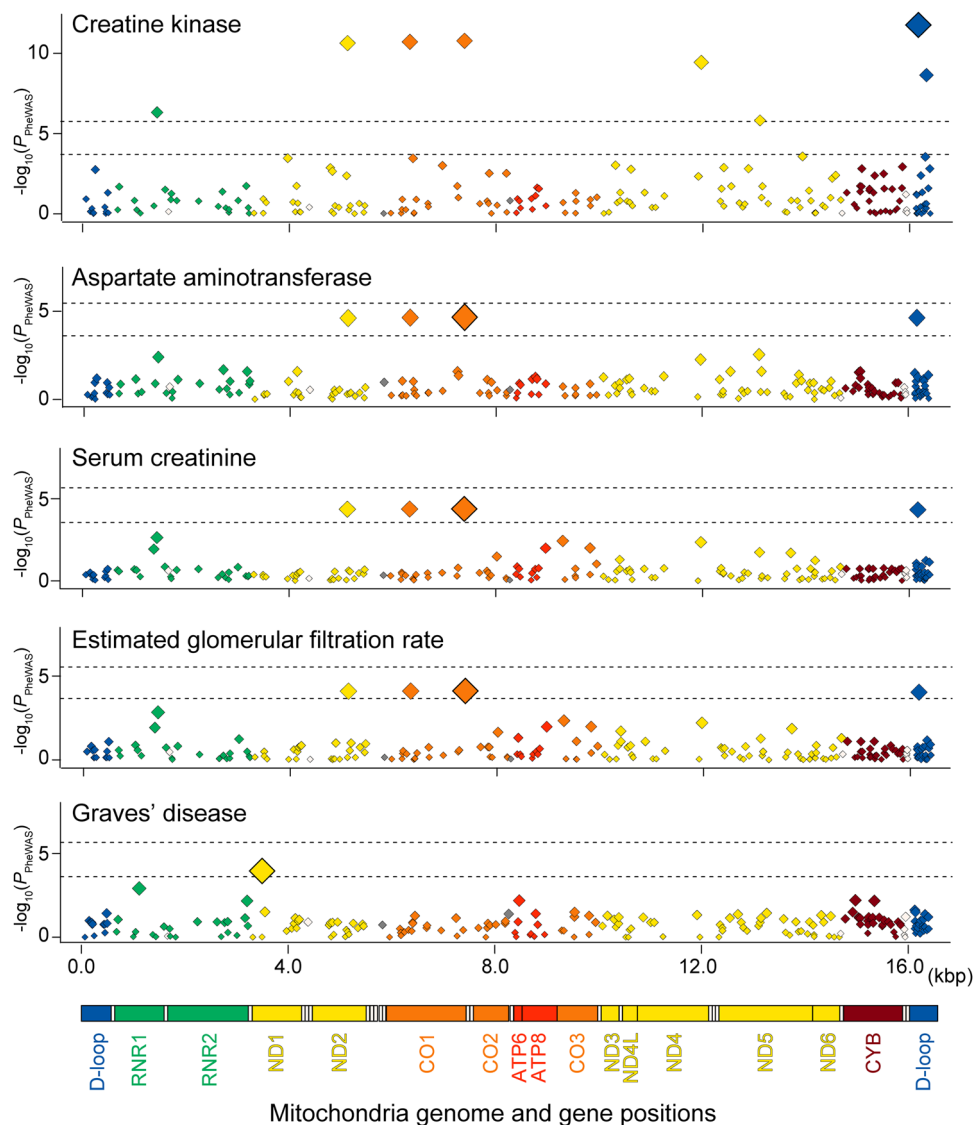 Creatine kinase
-log10(PPheWAS)
10
5
0
Aspartate aminotransferase
-log10(PPheWAS)
5
0
Serum creatinine
-log10(PPheWAS)
5
0
Estimated glomerular filtration rate
-log10(PPheWAS)
5
0
Graves’ disease
-log10(PPheWAS)
5
0
0.0 4.0 8.0 12.0 16.0 (kbp)
D-loop RNR1 RNR2 ND1 ND2 CO1 CO2 ATP6 ATP8 CO3 ND3 ND4L ND4 ND5 ND6 CYB D-loop
Mitochondria genome and gene positions